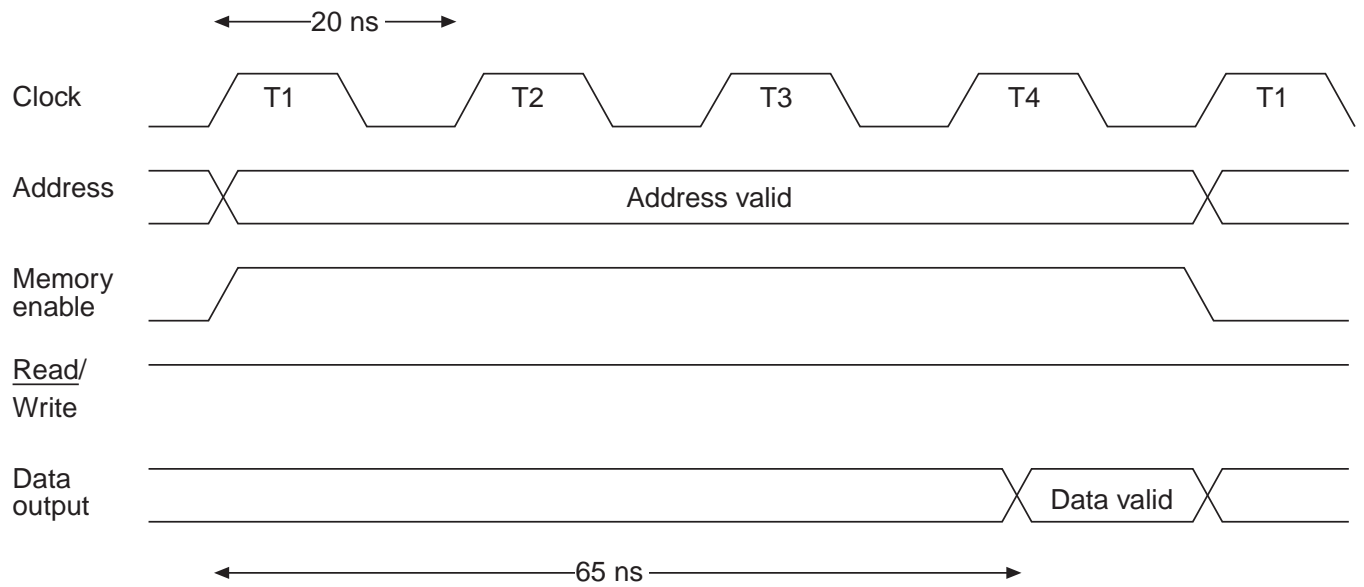 20 ns
Clock
T1 T2 T3 T4 T1
Address
Address valid
Memory
enable
Read/
Write
Data
output
Data valid
65 ns